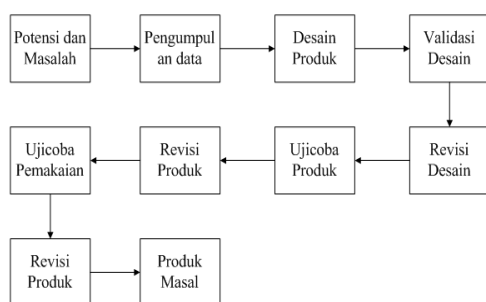 Potensi dan
Masalah
Pengumpul
an data
Desain
Produk
Validasi
Desain
Revisi
Desain
Ujicoba
Produk
Revisi
Produk
Ujicoba
Pemakaian
Revisi
Produk
Produk
Masal